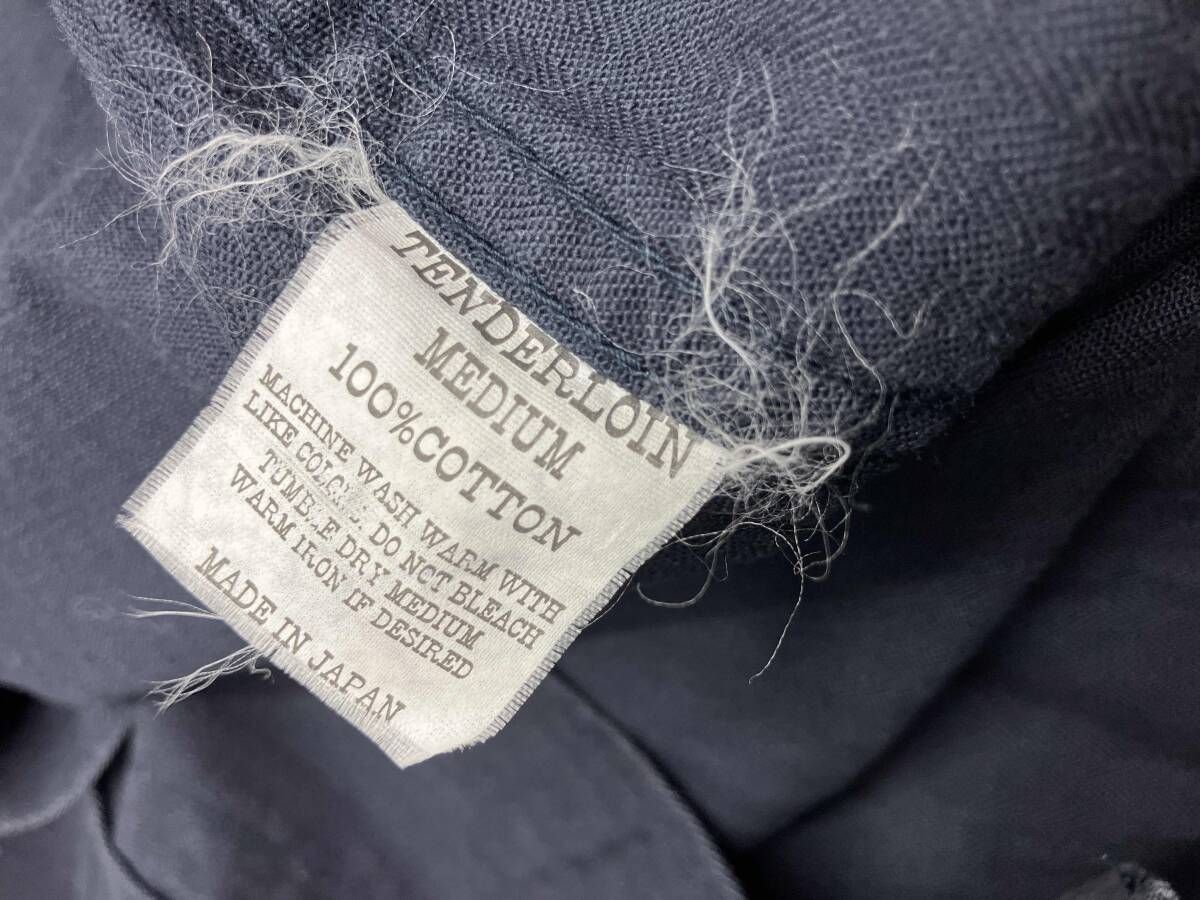 TENDERLOIN
MEDIUM
100%COTTON
MACHINE WASH WARM WITH
LIKE COLOR. DO NOT BLEACH
TUMBLE DRY MEDIUM
WARM IRON IF DESIRED
MADE IN JAPAN